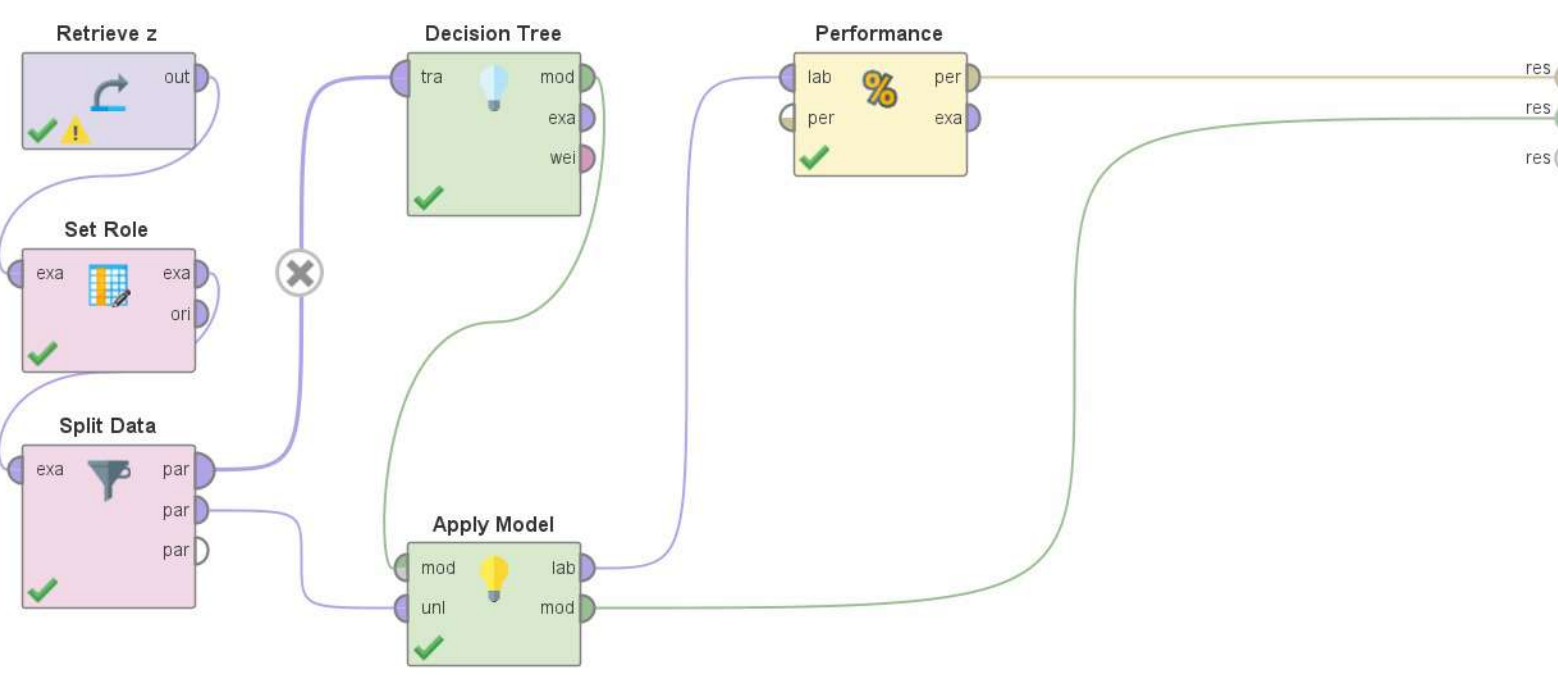 Retrieve z
out
Set Role
exa
exa
ori
Split Data
exa
par
par
par
Decision Tree
tra
mod
exa
wei
Apply Model
mod
lab
unl
mod
Performance
%
lab
per
per
exa
res
res
res